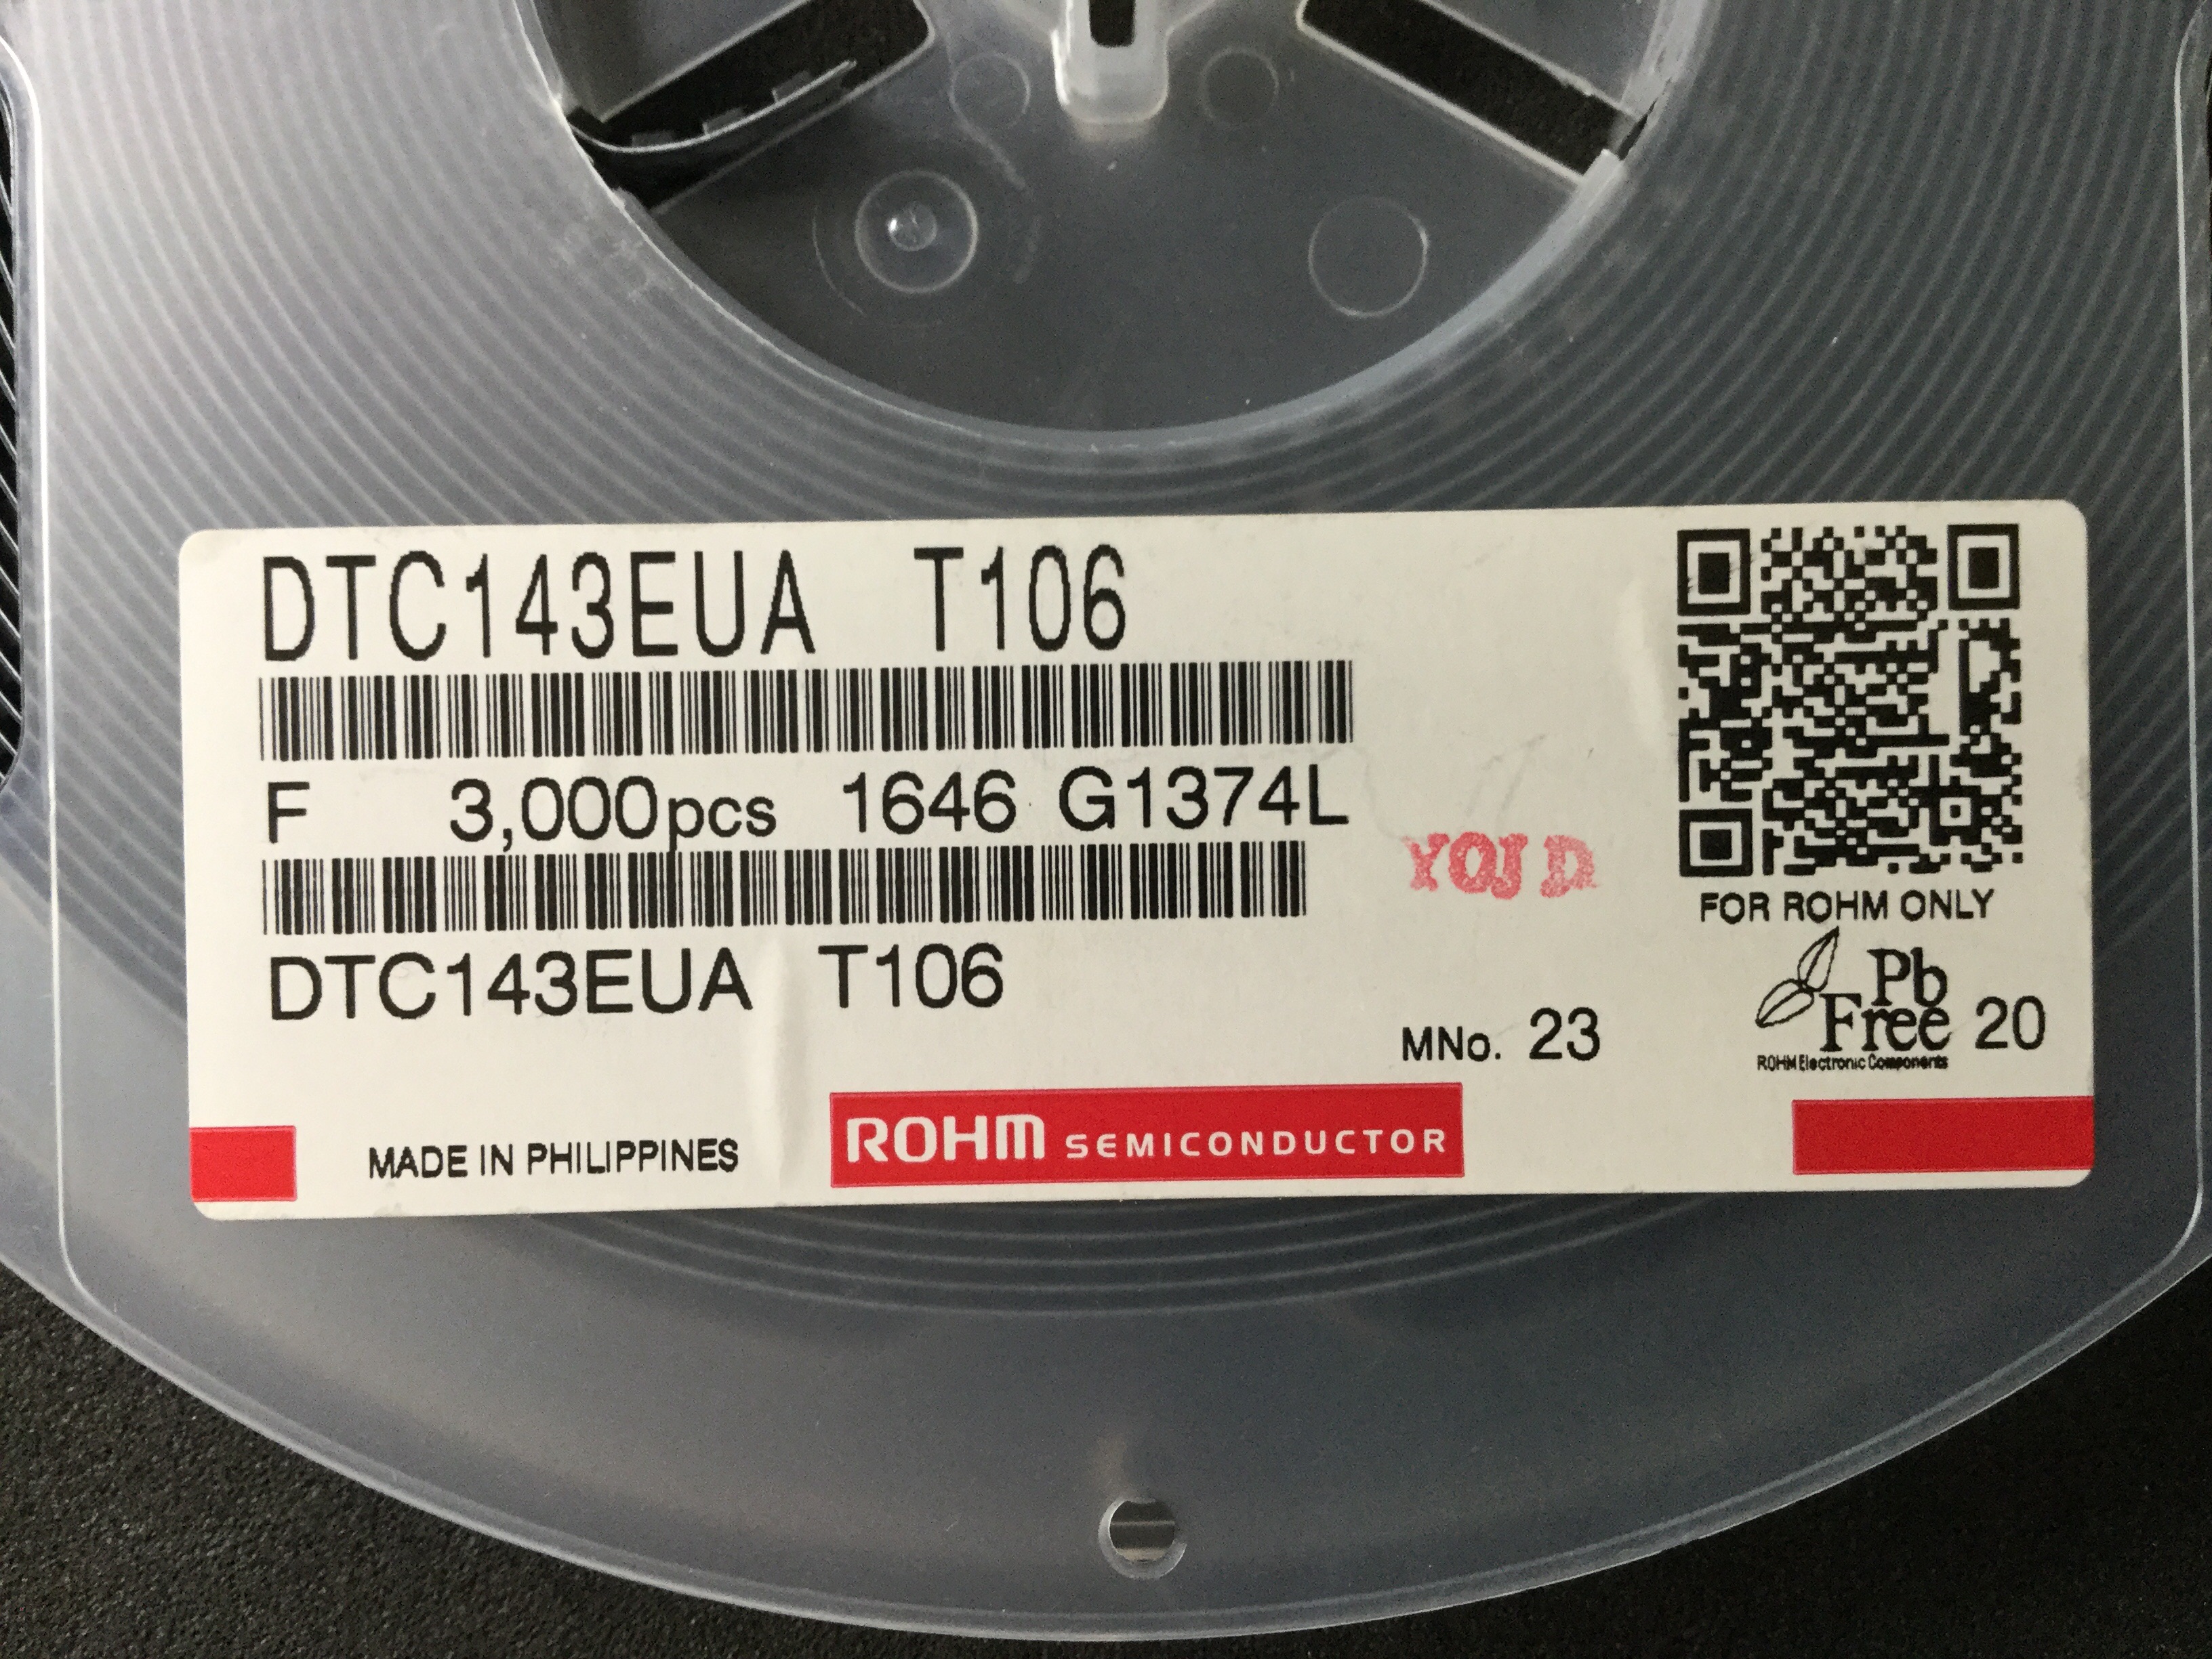 DTC143EUA T106
F 3,000pcs 1646 G1374L
YOJ D
FOR ROHM ONLY
DTC143EUA T106
Pb
Free 20
ROHM Electronic Components
MNo. 23
MADE IN PHILIPPINES
ROHM SEMICONDUCTOR